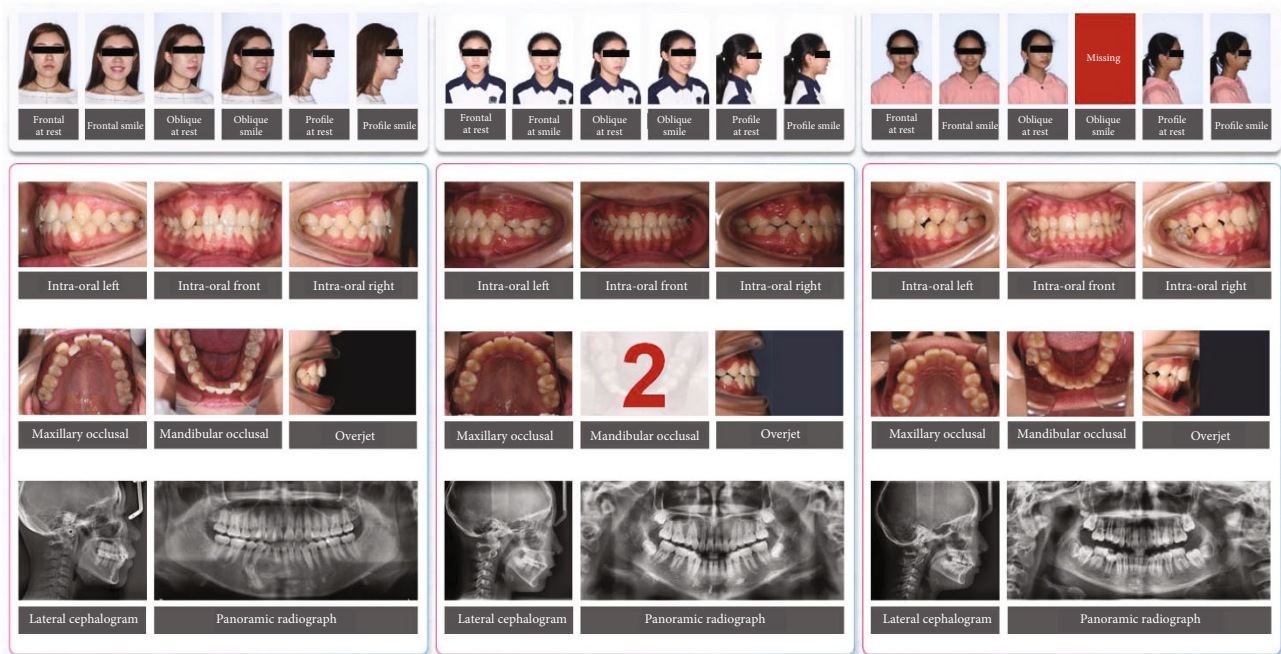 Missing
Frontal
at rest
Frontal smile
Oblique
at rest
Oblique
smile
Profile
at rest
Profile smile
Frontal
at rest
Frontal
at smile
Oblique
at rest
Oblique
smile
Profile
at rest
Profile smile
Frontal
at rest
Frontal smile
Oblique
at rest
Oblique
smile
Profile
at rest
Profile smile
Intra-oral left
Intra-oral front
Intra-oral right
Intra-oral left
Intra-oral front
Intra-oral right
Intra-oral left
Intra-oral front
Intra-oral right
2
Maxillary occlusal
Mandibular occlusal
Overjet
Maxillary occlusal
Mandibular occlusal
Overjet
Maxillary occlusal
Mandibular occlusal
Overjet
Lateral cephalogram
Panoramic radiograph
Lateral cephalogram
Panoramic radiograph
Lateral cephalogram
Panoramic radiograph